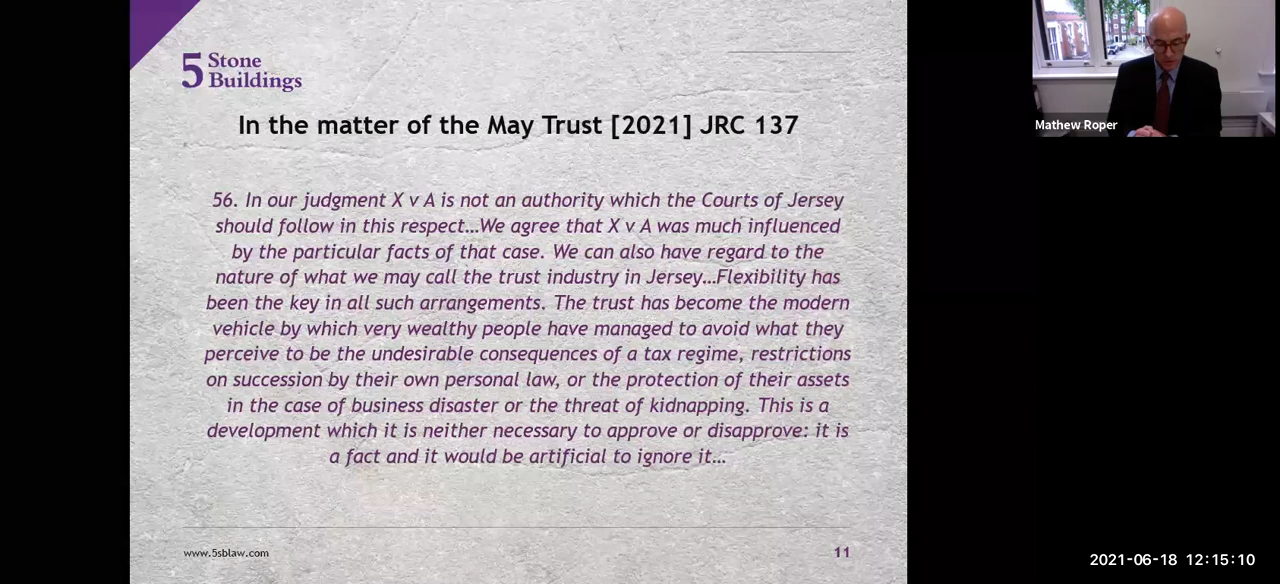 5 Stone
Buildings
In the matter of the May Trust [2021] JRC 137
56. In our judgment X v A is not an authority which the Courts of Jersey
should follow in this respect…We agree that X v A was much influenced
by the particular facts of that case. We can also have regard to the
nature of what we may call the trust industry in Jersey…Flexibility has
been the key in all such arrangements. The trust has become the modern
vehicle by which very wealthy people have managed to avoid what they
perceive to be the undesirable consequences of a tax regime, restrictions
on succession by their own personal law, or the protection of their assets
in the case of business disaster or the threat of kidnapping. This is a
development which it is neither necessary to approve or disapprove: it is
a fact and it would be artificial to ignore it…
www.5sblaw.com
11
Mathew Roper
2021-06-18 12:15:10